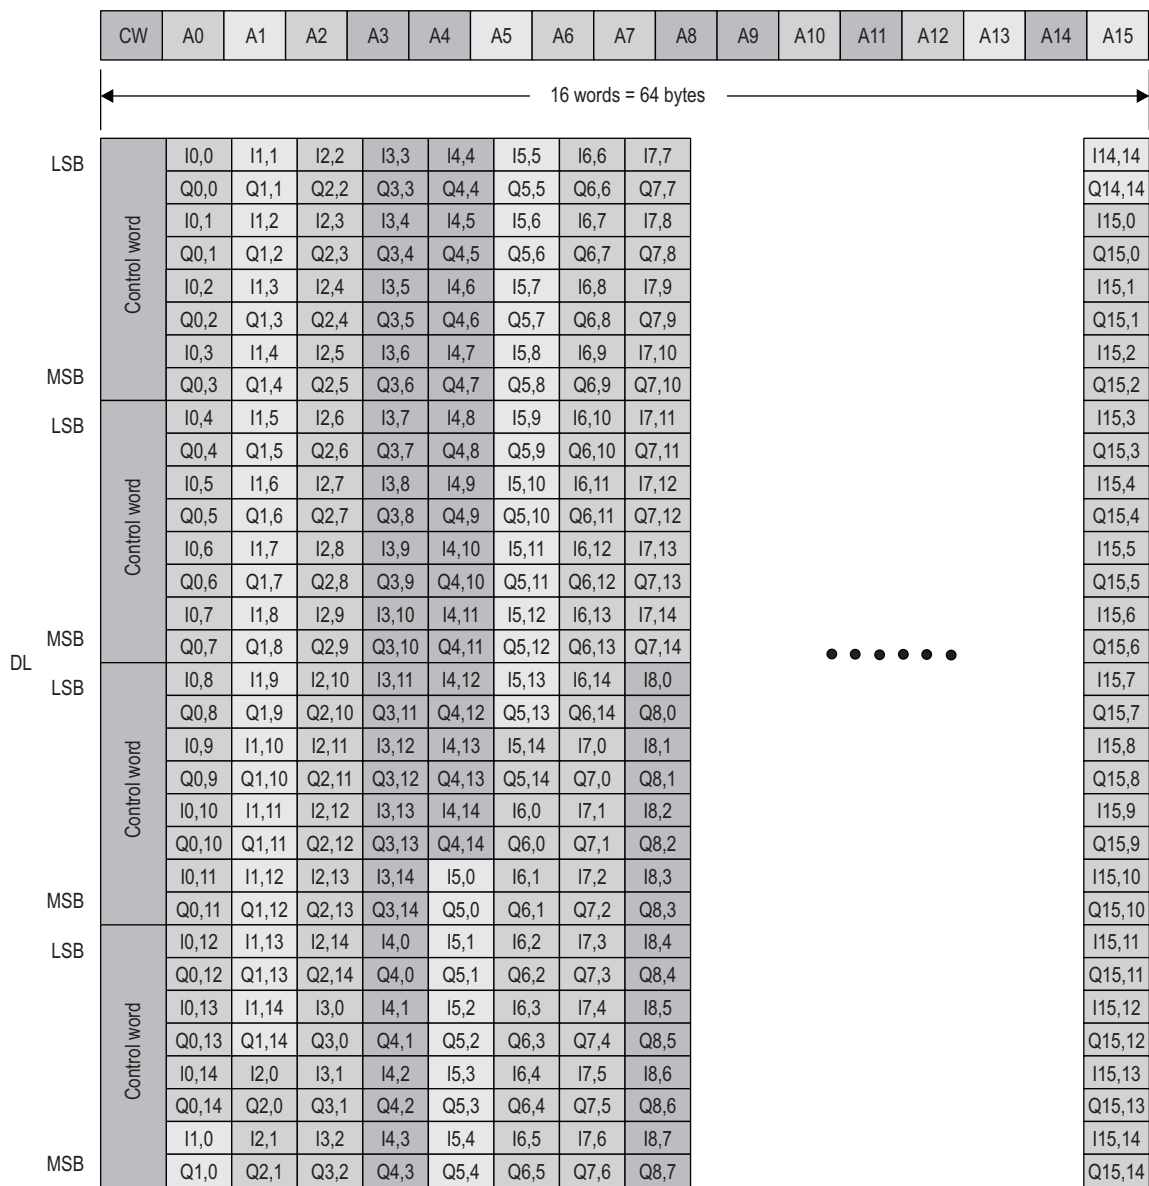 CW A0 A1 A2 A3 A4 A5 A6 A7 A8 A9 A10 A11 A12 A13 A14 A15
16 words = 64 bytes
LSB I0,0 I1,1 I2,2 I3,3 I4,4 I5,5 I6,6 I7,7 I14,14
Q0,0 Q1,1 Q2,2 Q3,3 Q4,4 Q5,5 Q6,6 Q7,7 Q14,14
I0,1 I1,2 I2,3 I3,4 I4,5 I5,6 I6,7 I7,8 I15,0
Q0,1 Q1,2 Q2,3 Q3,4 Q4,5 Q5,6 Q6,7 Q7,8 Q15,0
Control word
I0,2 I1,3 I2,4 I3,5 I4,6 I5,7 I6,8 I7,9 I15,1
Q0,2 Q1,3 Q2,4 Q3,5 Q4,6 Q5,7 Q6,8 Q7,9 Q15,1
I0,3 I1,4 I2,5 I3,6 I4,7 I5,8 I6,9 I7,10 I15,2
MSB Q0,3 Q1,4 Q2,5 Q3,6 Q4,7 Q5,8 Q6,9 Q7,10 Q15,2
LSB I0,4 I1,5 I2,6 I3,7 I4,8 I5,9 I6,10 I7,11 I15,3
Q0,4 Q1,5 Q2,6 Q3,7 Q4,8 Q5,9 Q6,10 Q7,11 Q15,3
I0,5 I1,6 I2,7 I3,8 I4,9 I5,10 I6,11 I7,12 I15,4
Q0,5 Q1,6 Q2,7 Q3,8 Q4,9 Q5,10 Q6,11 Q7,12 Q15,4
Control word
I0,6 I1,7 I2,8 I3,9 I4,10 I5,11 I6,12 I7,13 I15,5
Q0,6 Q1,7 Q2,8 Q3,9 Q4,10 Q5,11 Q6,12 Q7,13 Q15,5
I0,7 I1,8 I2,9 I3,10 I4,11 I5,12 I6,13 I7,14 I15,6
MSB Q0,7 Q1,8 Q2,9 Q3,10 Q4,11 Q5,12 Q6,13 Q7,14 Q15,6
DL
LSB I0,8 I1,9 I2,10 I3,11 I4,12 I5,13 I6,14 I8,0 I15,7
Q0,8 Q1,9 Q2,10 Q3,11 Q4,12 Q5,13 Q6,14 Q8,0 Q15,7
I0,9 I1,10 I2,11 I3,12 I4,13 I5,14 I7,0 I8,1 I15,8
Q0,9 Q1,10 Q2,11 Q3,12 Q4,13 Q5,14 Q7,0 Q8,1 Q15,8
Control word
I0,10 I1,11 I2,12 I3,13 I4,14 I6,0 I7,1 I8,2 I15,9
Q0,10 Q1,11 Q2,12 Q3,13 Q4,14 Q6,0 Q7,1 Q8,2 Q15,9
I0,11 I1,12 I2,13 I3,14 I5,0 I6,1 I7,2 I8,3 I15,10
MSB Q0,11 Q1,12 Q2,13 Q3,14 Q5,0 Q6,1 Q7,2 Q8,3 Q15,10
LSB I0,12 I1,13 I2,14 I4,0 I5,1 I6,2 I7,3 I8,4 I15,11
Q0,12 Q1,13 Q2,14 Q4,0 Q5,1 Q6,2 Q7,3 Q8,4 Q15,11
I0,13 I1,14 I3,0 I4,1 I5,2 I6,3 I7,4 I8,5 I15,12
Q0,13 Q1,14 Q3,0 Q4,1 Q5,2 Q6,3 Q7,4 Q8,5 Q15,12
Control word
I0,14 I2,0 I3,1 I4,2 I5,3 I6,4 I7,5 I8,6 I15,13
Q0,14 Q2,0 Q3,1 Q4,2 Q5,3 Q6,4 Q7,5 Q8,6 Q15,13
I1,0 I2,1 I3,2 I4,3 I5,4 I6,5 I7,6 I8,7 I15,14
MSB Q1,0 Q2,1 Q3,2 Q4,3 Q5,4 Q6,5 Q7,6 Q8,7 Q15,14